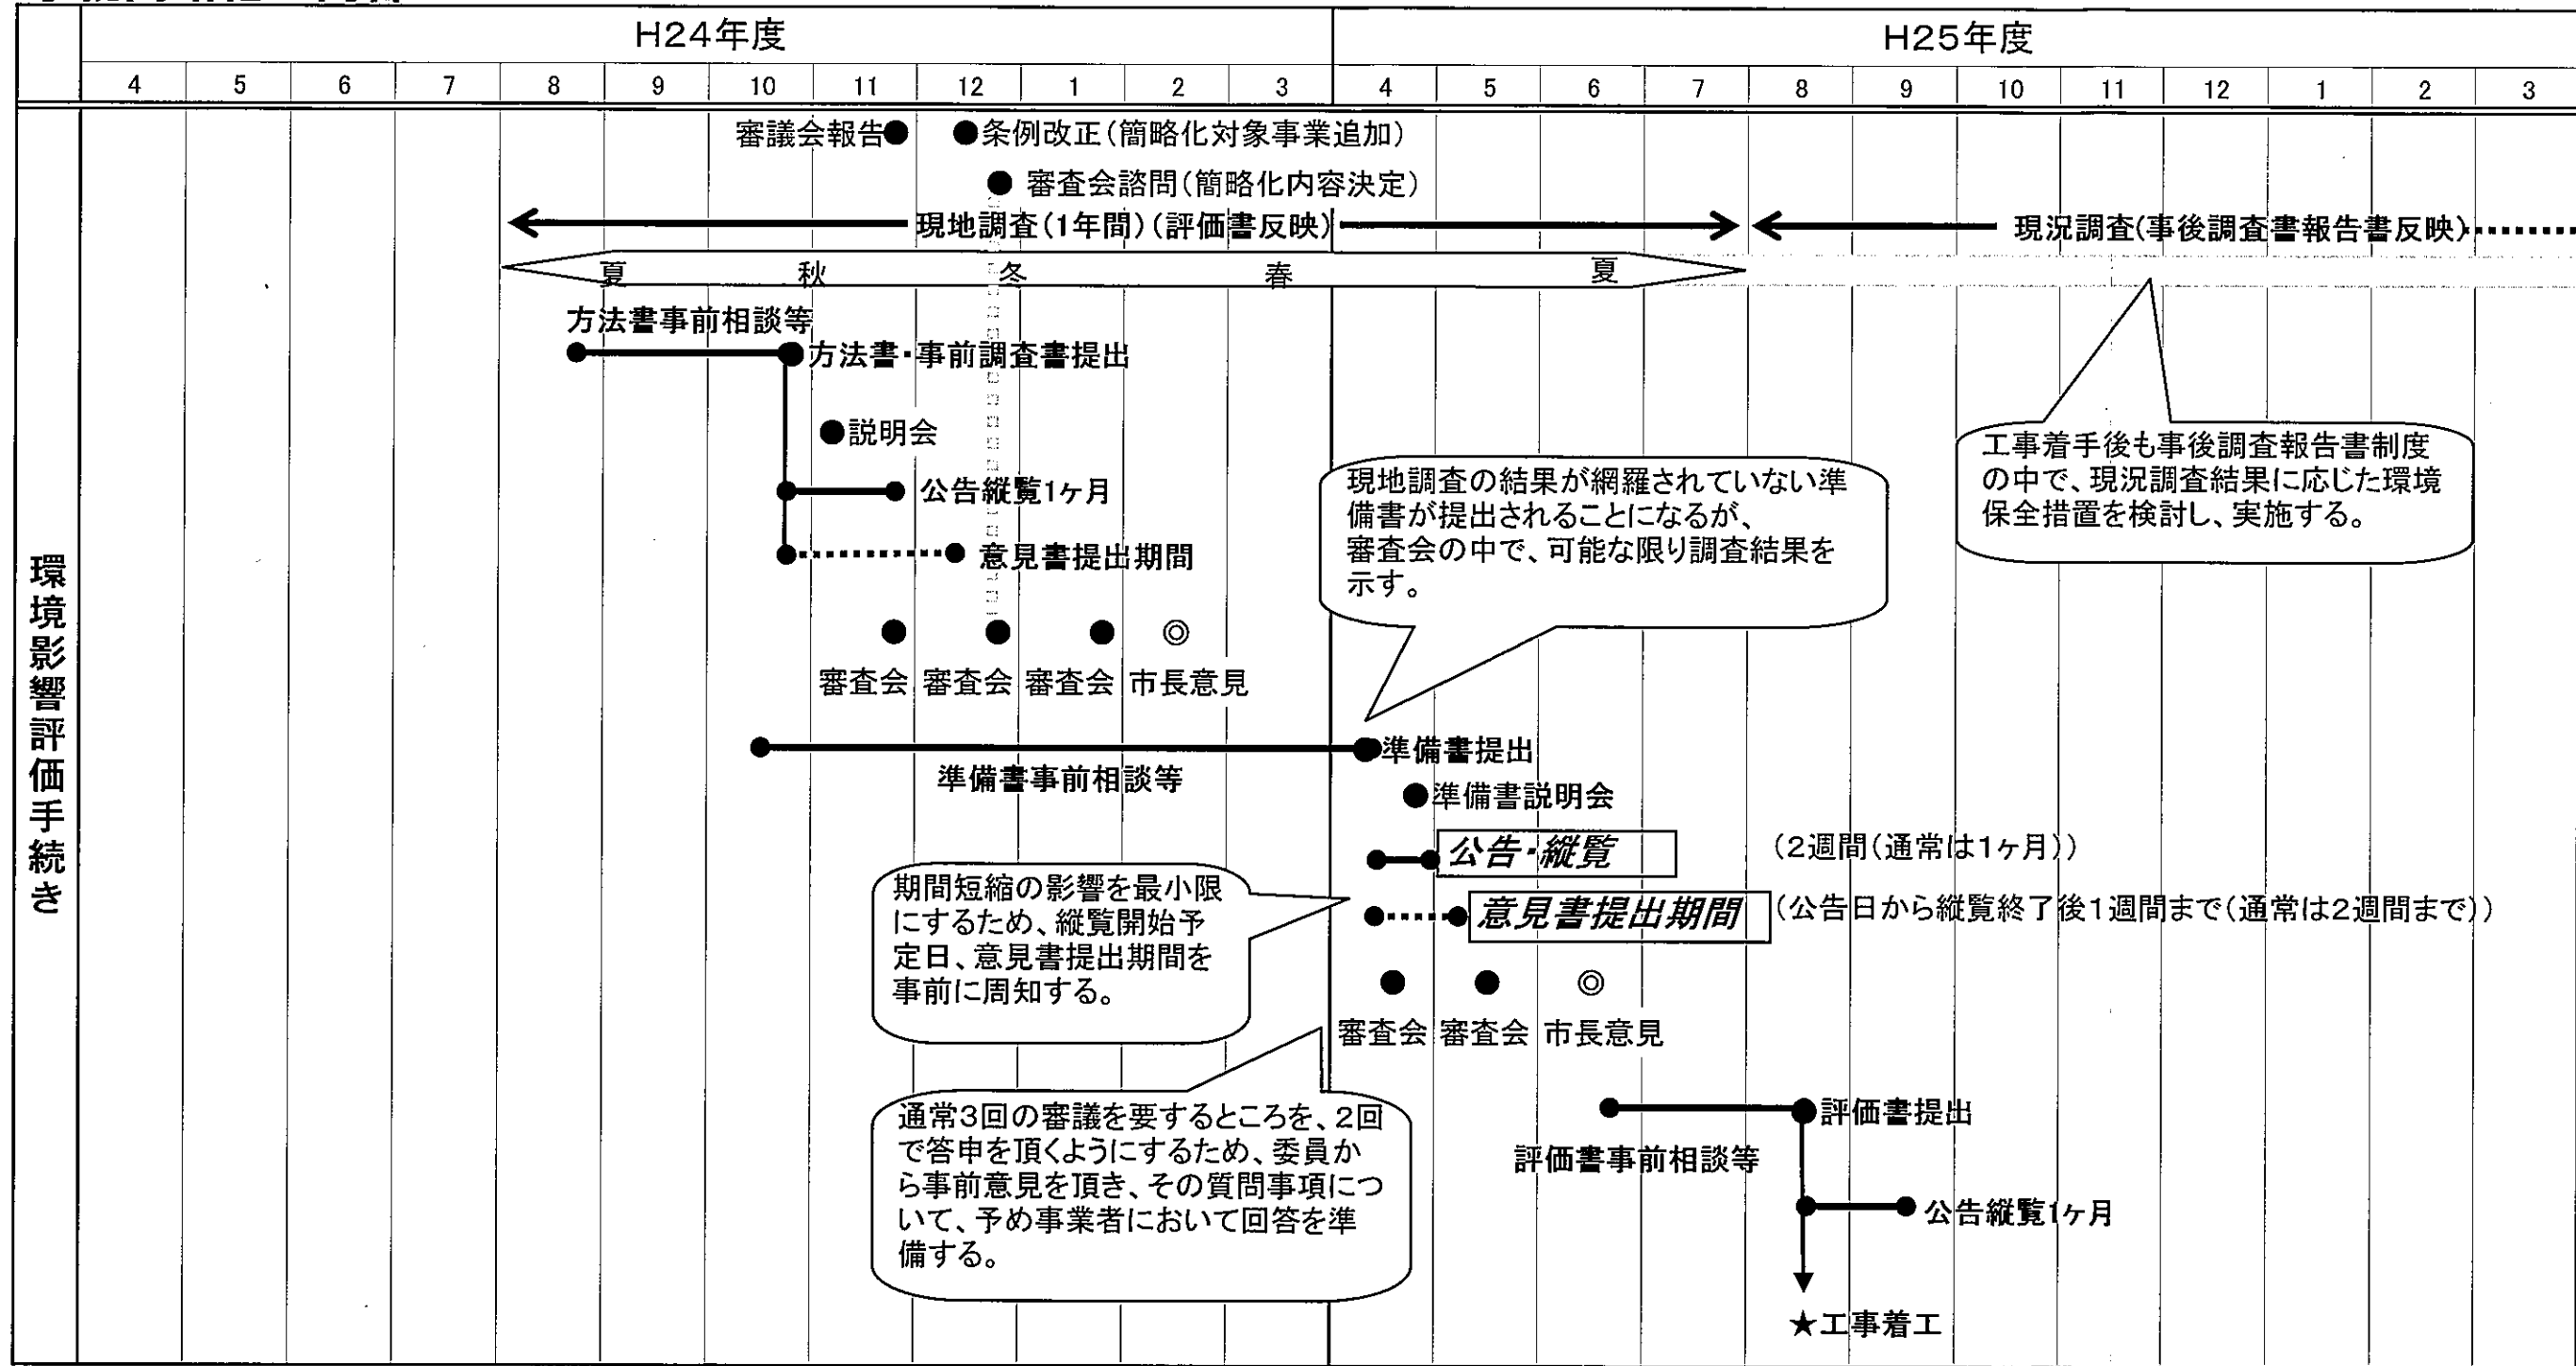 H24年度
H25年度
4 5 6 7 8 9 10 11 12 1 2 3 4 5 6 7 8 9 10 11 12 1 2 3
環境影響評価手続き
審議会報告●
●条例改正(簡略化対象事業追加)
● 審査会諮問(簡略化内容決定)
現地調査(1年間)(評価書反映)
現況調査(事後調査書報告書反映)
夏 秋 冬 春 夏
方法書事前相談等
方法書・事前調査書提出
●説明会
公告縦覧1ヶ月
意見書提出期間
審査会 審査会 審査会 市長意見
工事着手後も事後調査報告書制度
の中で、現況調査結果に応じた環境
保全措置を検討し、実施する。
現地調査の結果が網羅されていない準
備書が提出されることになるが、
審査会の中で、可能な限り調査結果を
示す。
準備書提出
準備書事前相談等
●準備書説明会
公告・縦覧
(2週間(通常は1ヶ月))
意見書提出期間
(公告日から縦覧終了後1週間まで(通常は2週間まで))
期間短縮の影響を最小限
にするため、縦覧開始予
定日、意見書提出期間を
事前に周知する。
審査会 審査会 市長意見
通常3回の審議を要するところを、2回
で答申を頂くようにするため、委員か
ら事前意見を頂き、その質問事項につ
いて、予め事業者において回答を準
備する。
評価書提出
評価書事前相談等
公告縦覧1ヶ月
★工事着工